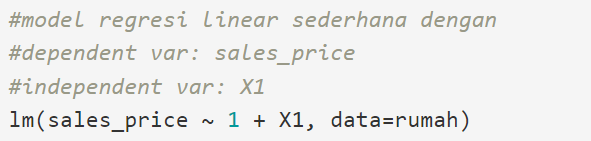 #model regresi linear sederhana dengan
#dependent var: sales_price
#independent var: X1
lm(sales_price ~ 1 + X1, data=rumah)